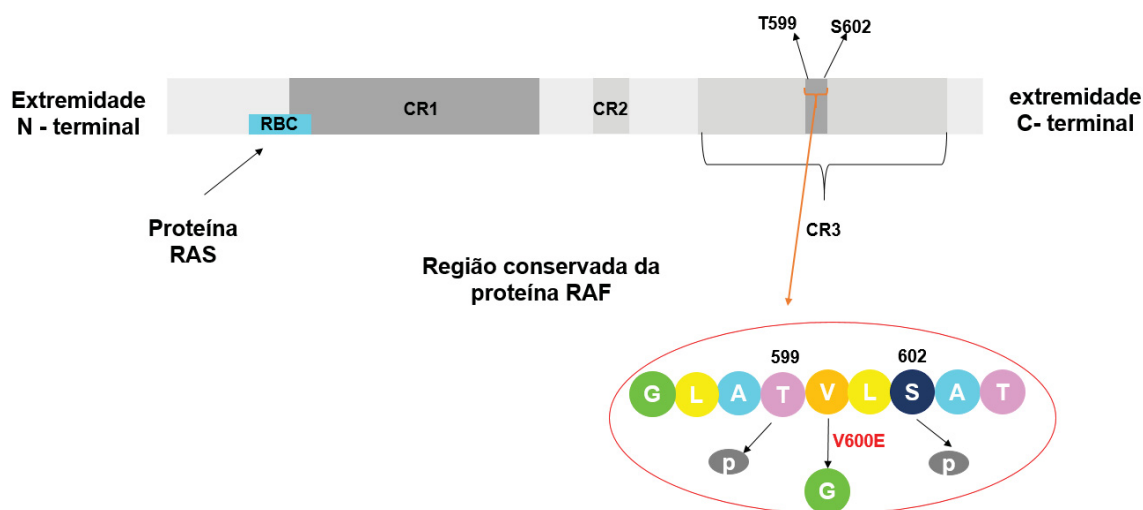 T599
S602
Extremidade
N - terminal
CR1
CR2
RBC
extremidade
C- terminal
Proteína
RAS
CR3
Região conservada da
proteína RAF
599
602
G L A T V L S A T
V600E
p
p
G